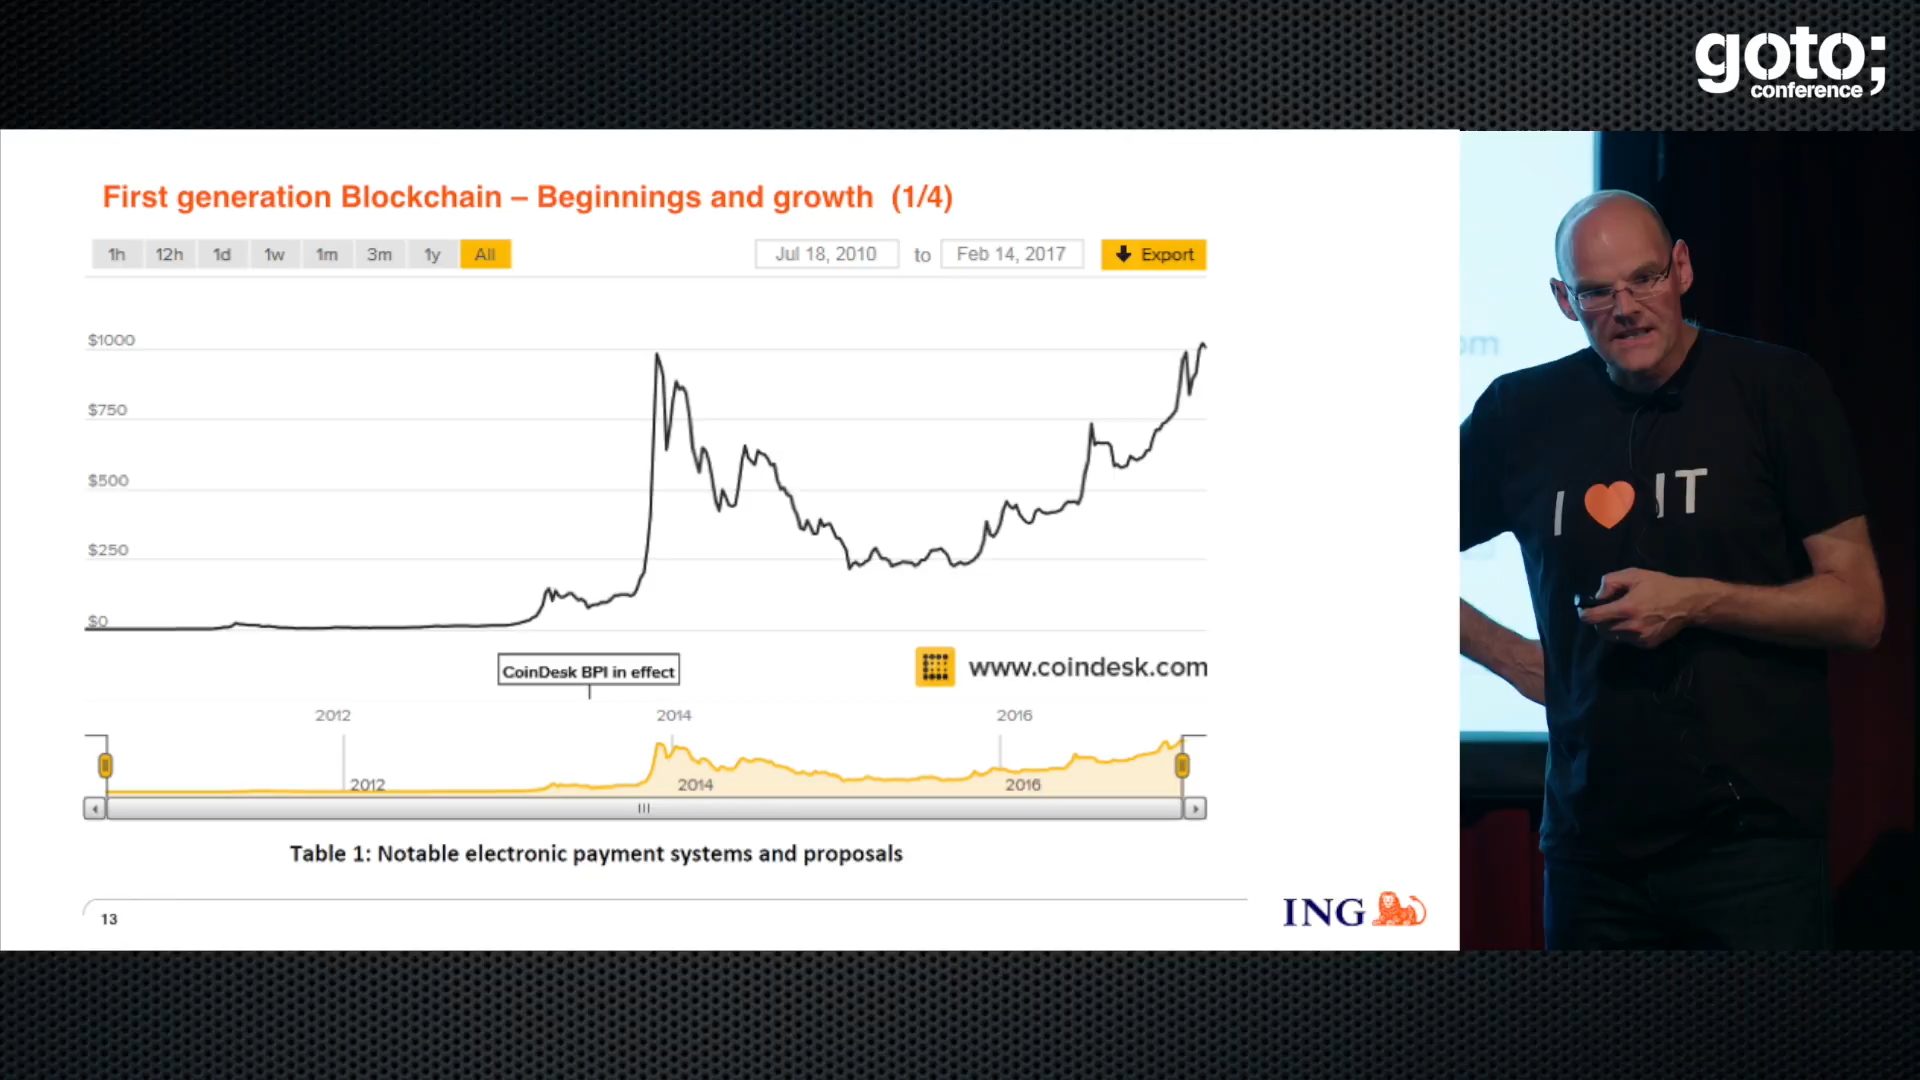 goto;
conference
First generation Blockchain – Beginnings and growth (1/4)
1h 12h 1d 1w 1m 3m 1y All Jul 18, 2010 to Feb 14, 2017 Export
$1000
$750
$500
$250
$0
CoinDesk BPI in effect
www.coindesk.com
2012 2014 2016
2012 2014 2016
Table 1: Notable electronic payment systems and proposals
13
ING
om
I IT